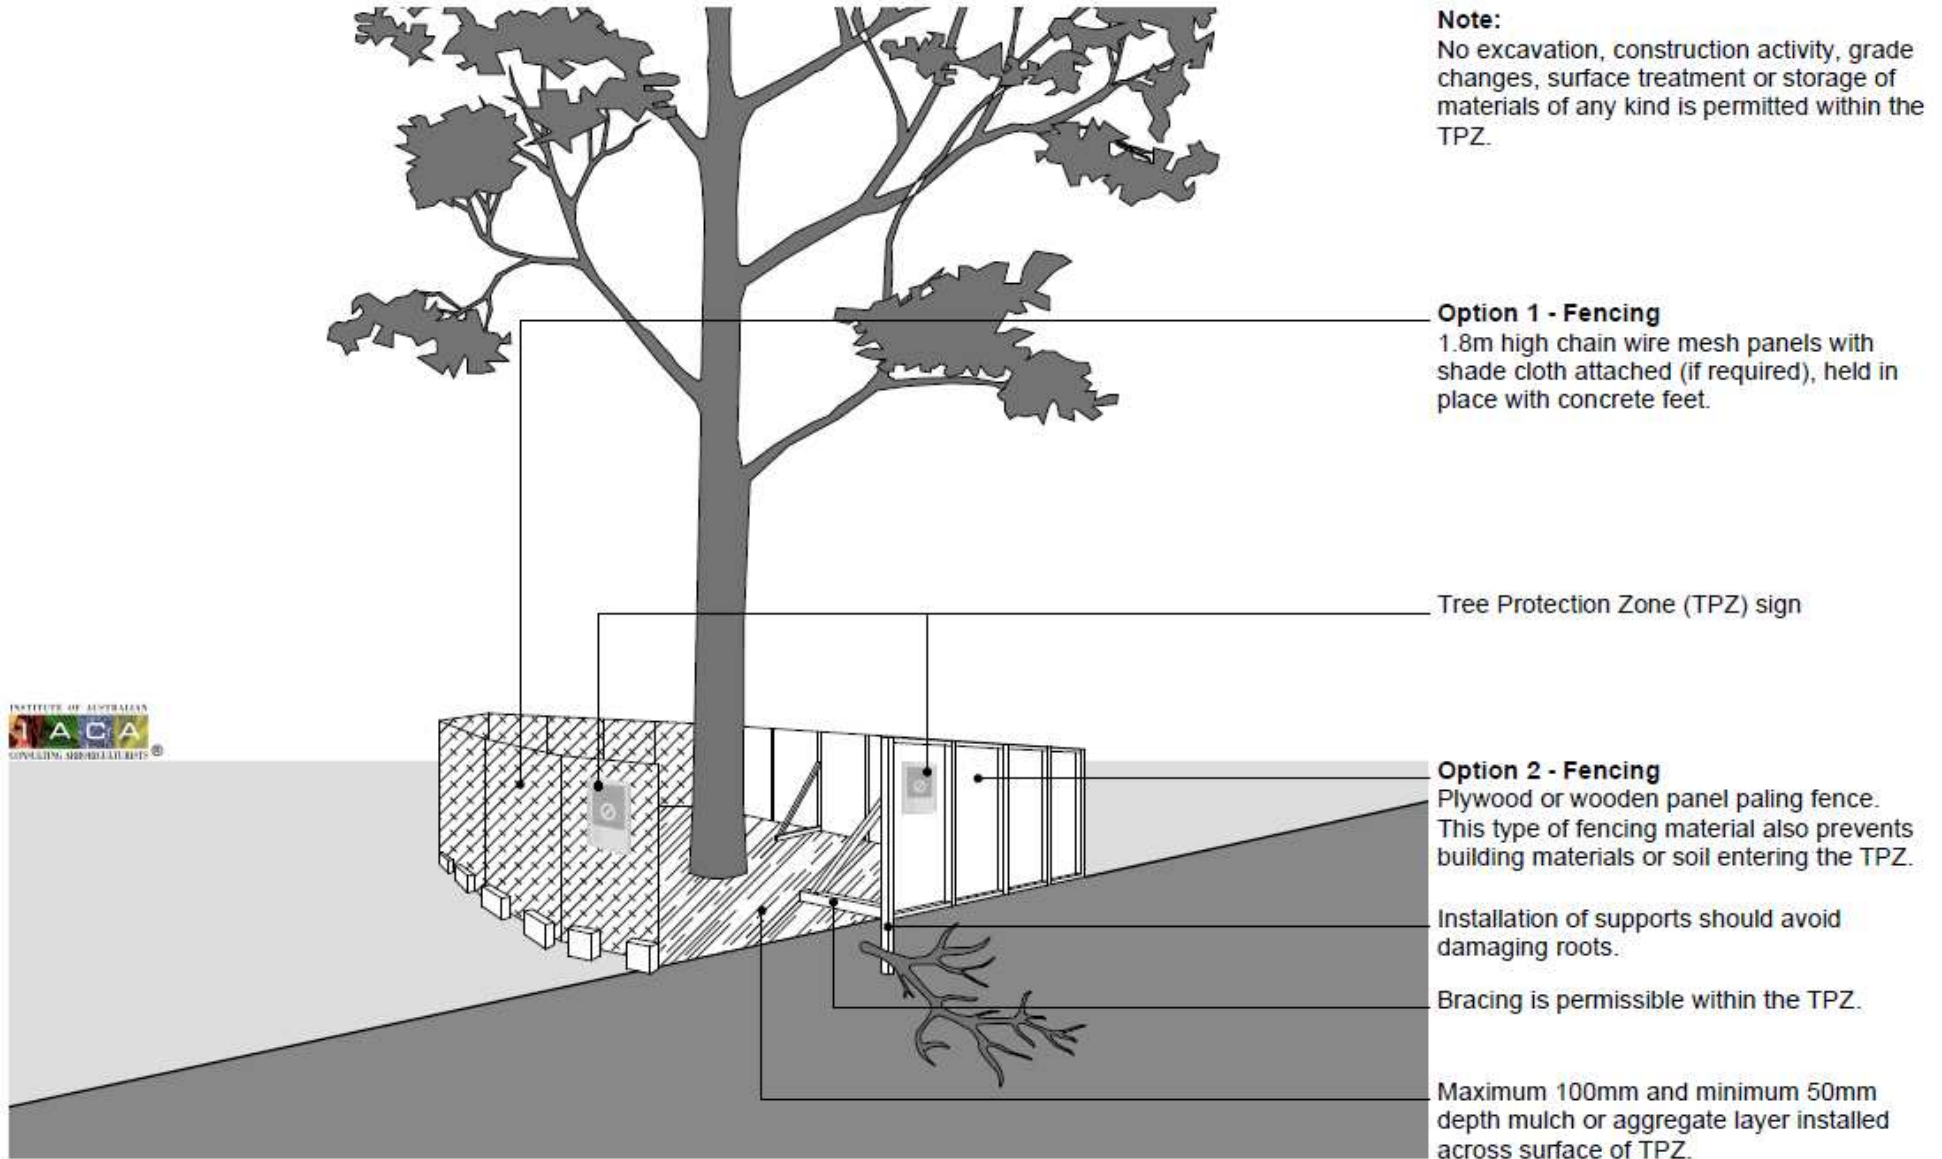 Note:
No excavation, construction activity, grade
changes, surface treatment or storage of
materials of any kind is permitted within the
TPZ.
Option 1 - Fencing
1.8m high chain wire mesh panels with
shade cloth attached (if required), held in
place with concrete feet.
Tree Protection Zone (TPZ) sign
INSTITUTE OF AUSTRALIAN
IACA
CONSULTING ARBORICULTURISTS ®
Option 2 - Fencing
Plywood or wooden panel paling fence.
This type of fencing material also prevents
building materials or soil entering the TPZ.
Installation of supports should avoid
damaging roots.
Bracing is permissible within the TPZ.
Maximum 100mm and minimum 50mm
depth mulch or aggregate layer installed
across surface of TPZ.